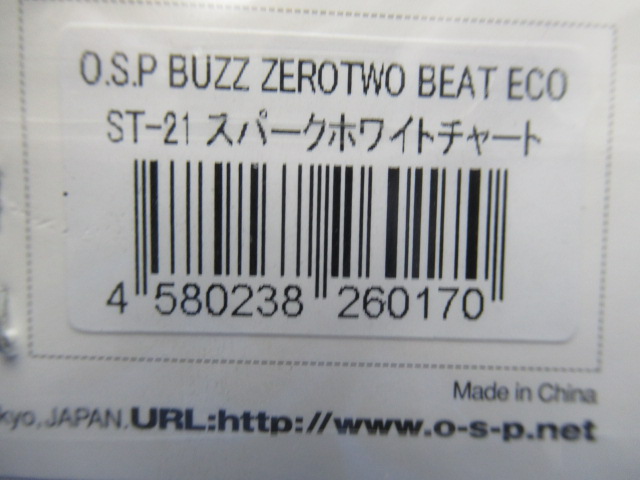 O.S.P BUZZ ZEROTWO BEAT ECO
ST-21 スパークホワイトチャート
4 580238 260170
Made in China
kyo, JAPAN. URL:http://www.o-s-p.net